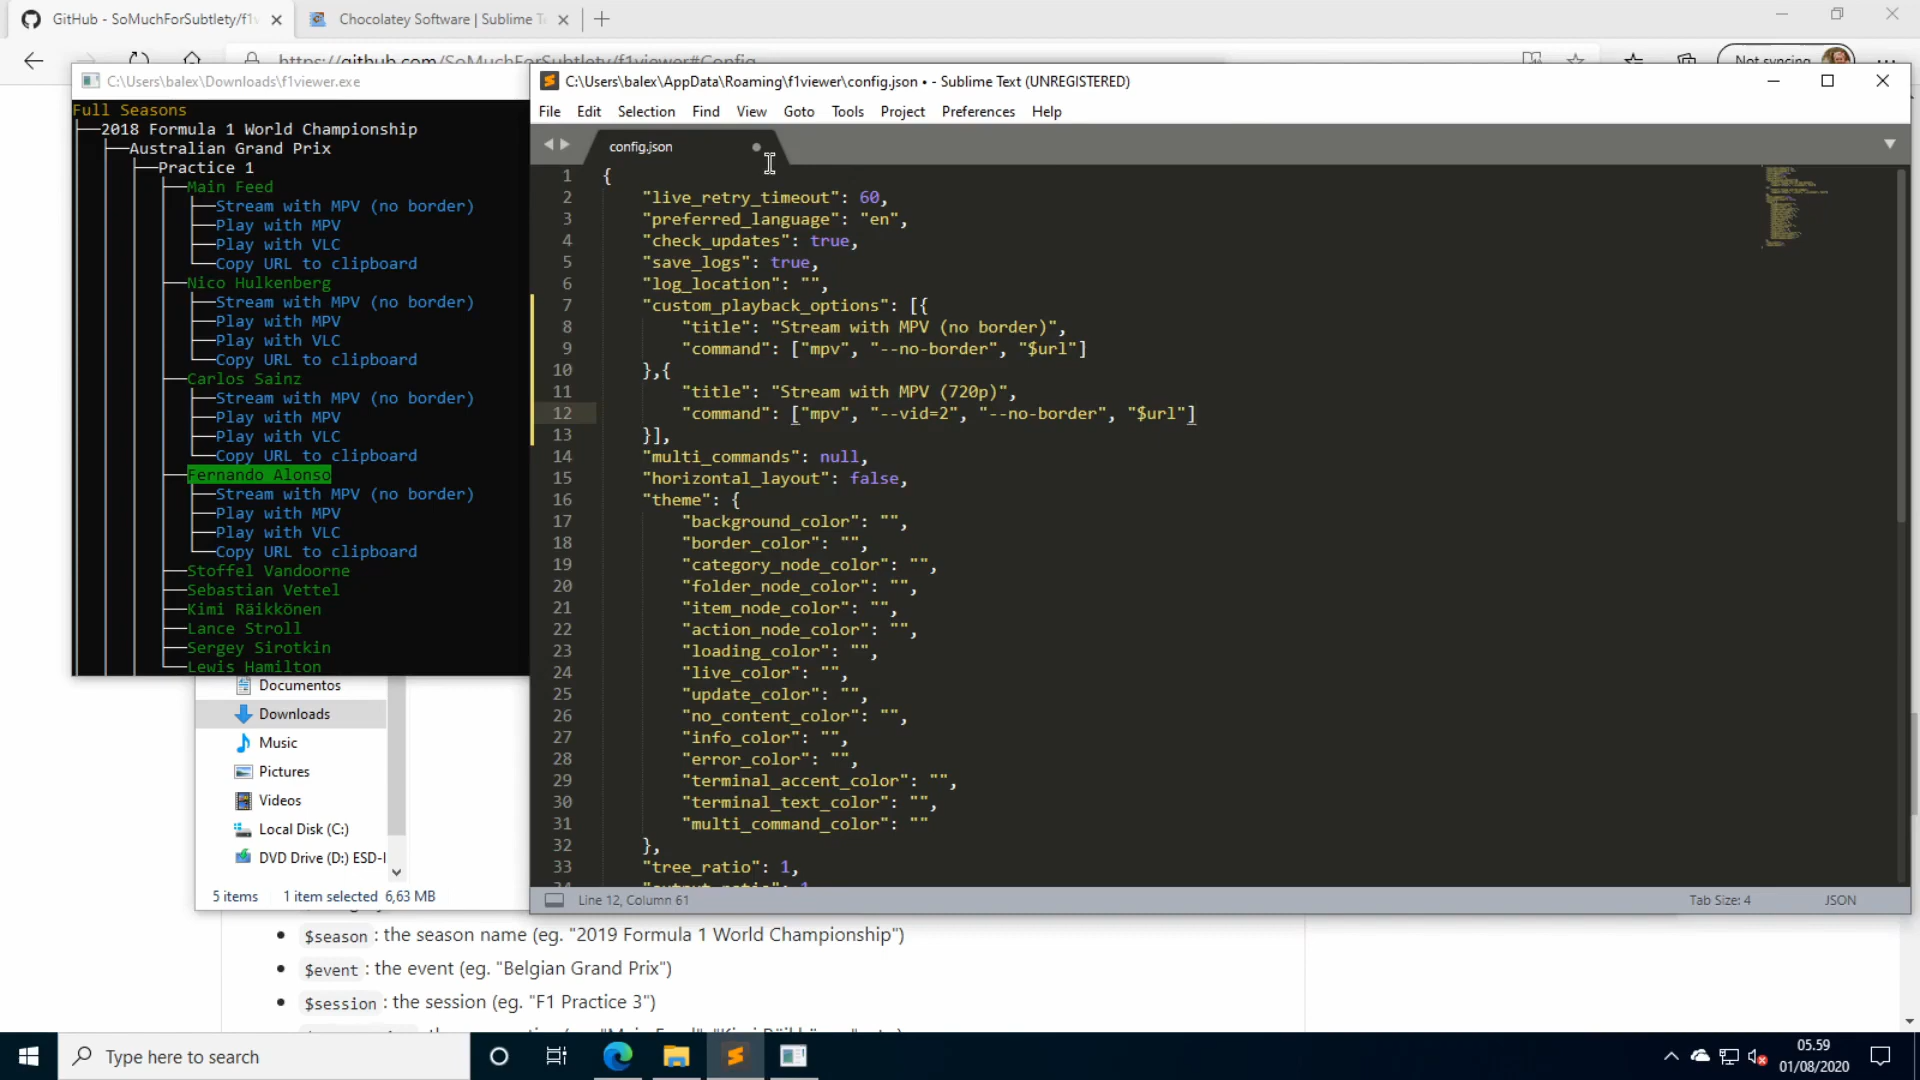 GitHub - SoMuchForSubtlety/f1v
Chocolatey Software | Sublime T
https://github.com/SoMuchForSubtlety/f1viewer#Config
Not syncing
C:\Users\balex\Downloads\f1viewer.exe
Full Seasons
2018 Formula 1 World Championship
Australian Grand Prix
Practice 1
Main Feed
Stream with MPV (no border)
Play with MPV
Play with VLC
Copy URL to clipboard
Nico Hulkenberg
Stream with MPV (no border)
Play with MPV
Play with VLC
Copy URL to clipboard
Carlos Sainz
Stream with MPV (no border)
Play with MPV
Play with VLC
Copy URL to clipboard
Fernando Alonso
Stream with MPV (no border)
Play with MPV
Play with VLC
Copy URL to clipboard
Stoffel Vandoorne
Sebastian Vettel
Kimi Räikkönen
Lance Stroll
Sergey Sirotkin
Lewis Hamilton
C:\Users\balex\AppData\Roaming\f1viewer\config.json • - Sublime Text (UNREGISTERED)
File Edit Selection Find View Goto Tools Project Preferences Help
config.json
1 {
2 "live_retry_timeout": 60,
3 "preferred_language": "en",
4 "check_updates": true,
5 "save_logs": true,
6 "log_location": "",
7 "custom_playback_options": [{
8 "title": "Stream with MPV (no border)",
9 "command": ["mpv", "--no-border", "$url"]
10 },{
11 "title": "Stream with MPV (720p)",
12 "command": ["mpv", "--vid=2", "--no-border", "$url"]
13 }],
14 "multi_commands": null,
15 "horizontal_layout": false,
16 "theme": {
17 "background_color": "",
18 "border_color": "",
19 "category_node_color": "",
20 "folder_node_color": "",
21 "item_node_color": "",
22 "action_node_color": "",
23 "loading_color": "",
24 "live_color": "",
25 "update_color": "",
26 "no_content_color": "",
27 "info_color": "",
28 "error_color": "",
29 "terminal_accent_color": "",
30 "terminal_text_color": "",
31 "multi_command_color": ""
32 },
33 "tree_ratio": 1,
34 "output_ratio": 1
Line 12, Column 61
Tab Size: 4
JSON
Documentos
Downloads
Music
Pictures
Videos
Local Disk (C:)
DVD Drive (D:) ESD-I
5 items 1 item selected 6,63 MB
$season: the season name (eg. "2019 Formula 1 World Championship")
$event: the event (eg. "Belgian Grand Prix")
$session: the session (eg. "F1 Practice 3")
Type here to search
05.59
01/08/2020